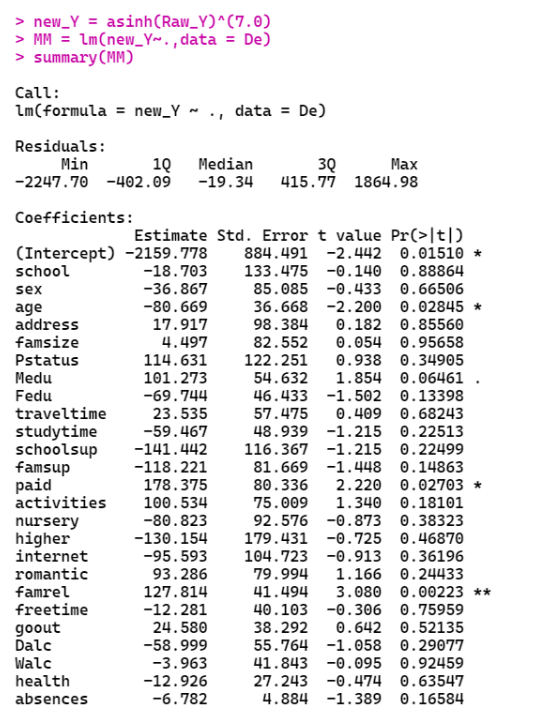 > new_Y = asinh(Raw_Y)^(7.0)
> MM = lm(new_Y~.,data = De)
> summary(MM)
Call:
lm(formula = new_Y ~ ., data = De)
Residuals:
Min 1Q Median 3Q Max
-2247.70 -402.09 -19.34 415.77 1864.98
Coefficients:
Estimate Std. Error t value Pr(>|t|)
(Intercept) -2159.778 884.491 -2.442 0.01510 *
school -18.703 133.475 -0.140 0.88864
sex -36.867 85.085 -0.433 0.66506
age -80.669 36.668 -2.200 0.02845 *
address 17.917 98.384 0.182 0.85560
famsize 4.497 82.552 0.054 0.95658
Pstatus 114.631 122.251 0.938 0.34905
Medu 101.273 54.632 1.854 0.06461 .
Fedu -69.744 46.433 -1.502 0.13398
traveltime 23.535 57.475 0.409 0.68243
studytime -59.467 48.939 -1.215 0.22513
schoolsup -141.442 116.367 -1.215 0.22499
famsup -118.221 81.669 -1.448 0.14863
paid 178.375 80.336 2.220 0.02703 *
activities 100.534 75.009 1.340 0.18101
nursery -80.823 92.576 -0.873 0.38323
higher -130.154 179.431 -0.725 0.46870
internet -95.593 104.723 -0.913 0.36196
romantic 93.286 79.994 1.166 0.24433
famrel 127.814 41.494 3.080 0.00223 **
freetime -12.281 40.103 -0.306 0.75959
goout 24.580 38.292 0.642 0.52135
Dalc -58.999 55.764 -1.058 0.29077
Walc -3.963 41.843 -0.095 0.92459
health -12.926 27.243 -0.474 0.63547
absences -6.782 4.884 -1.389 0.16584